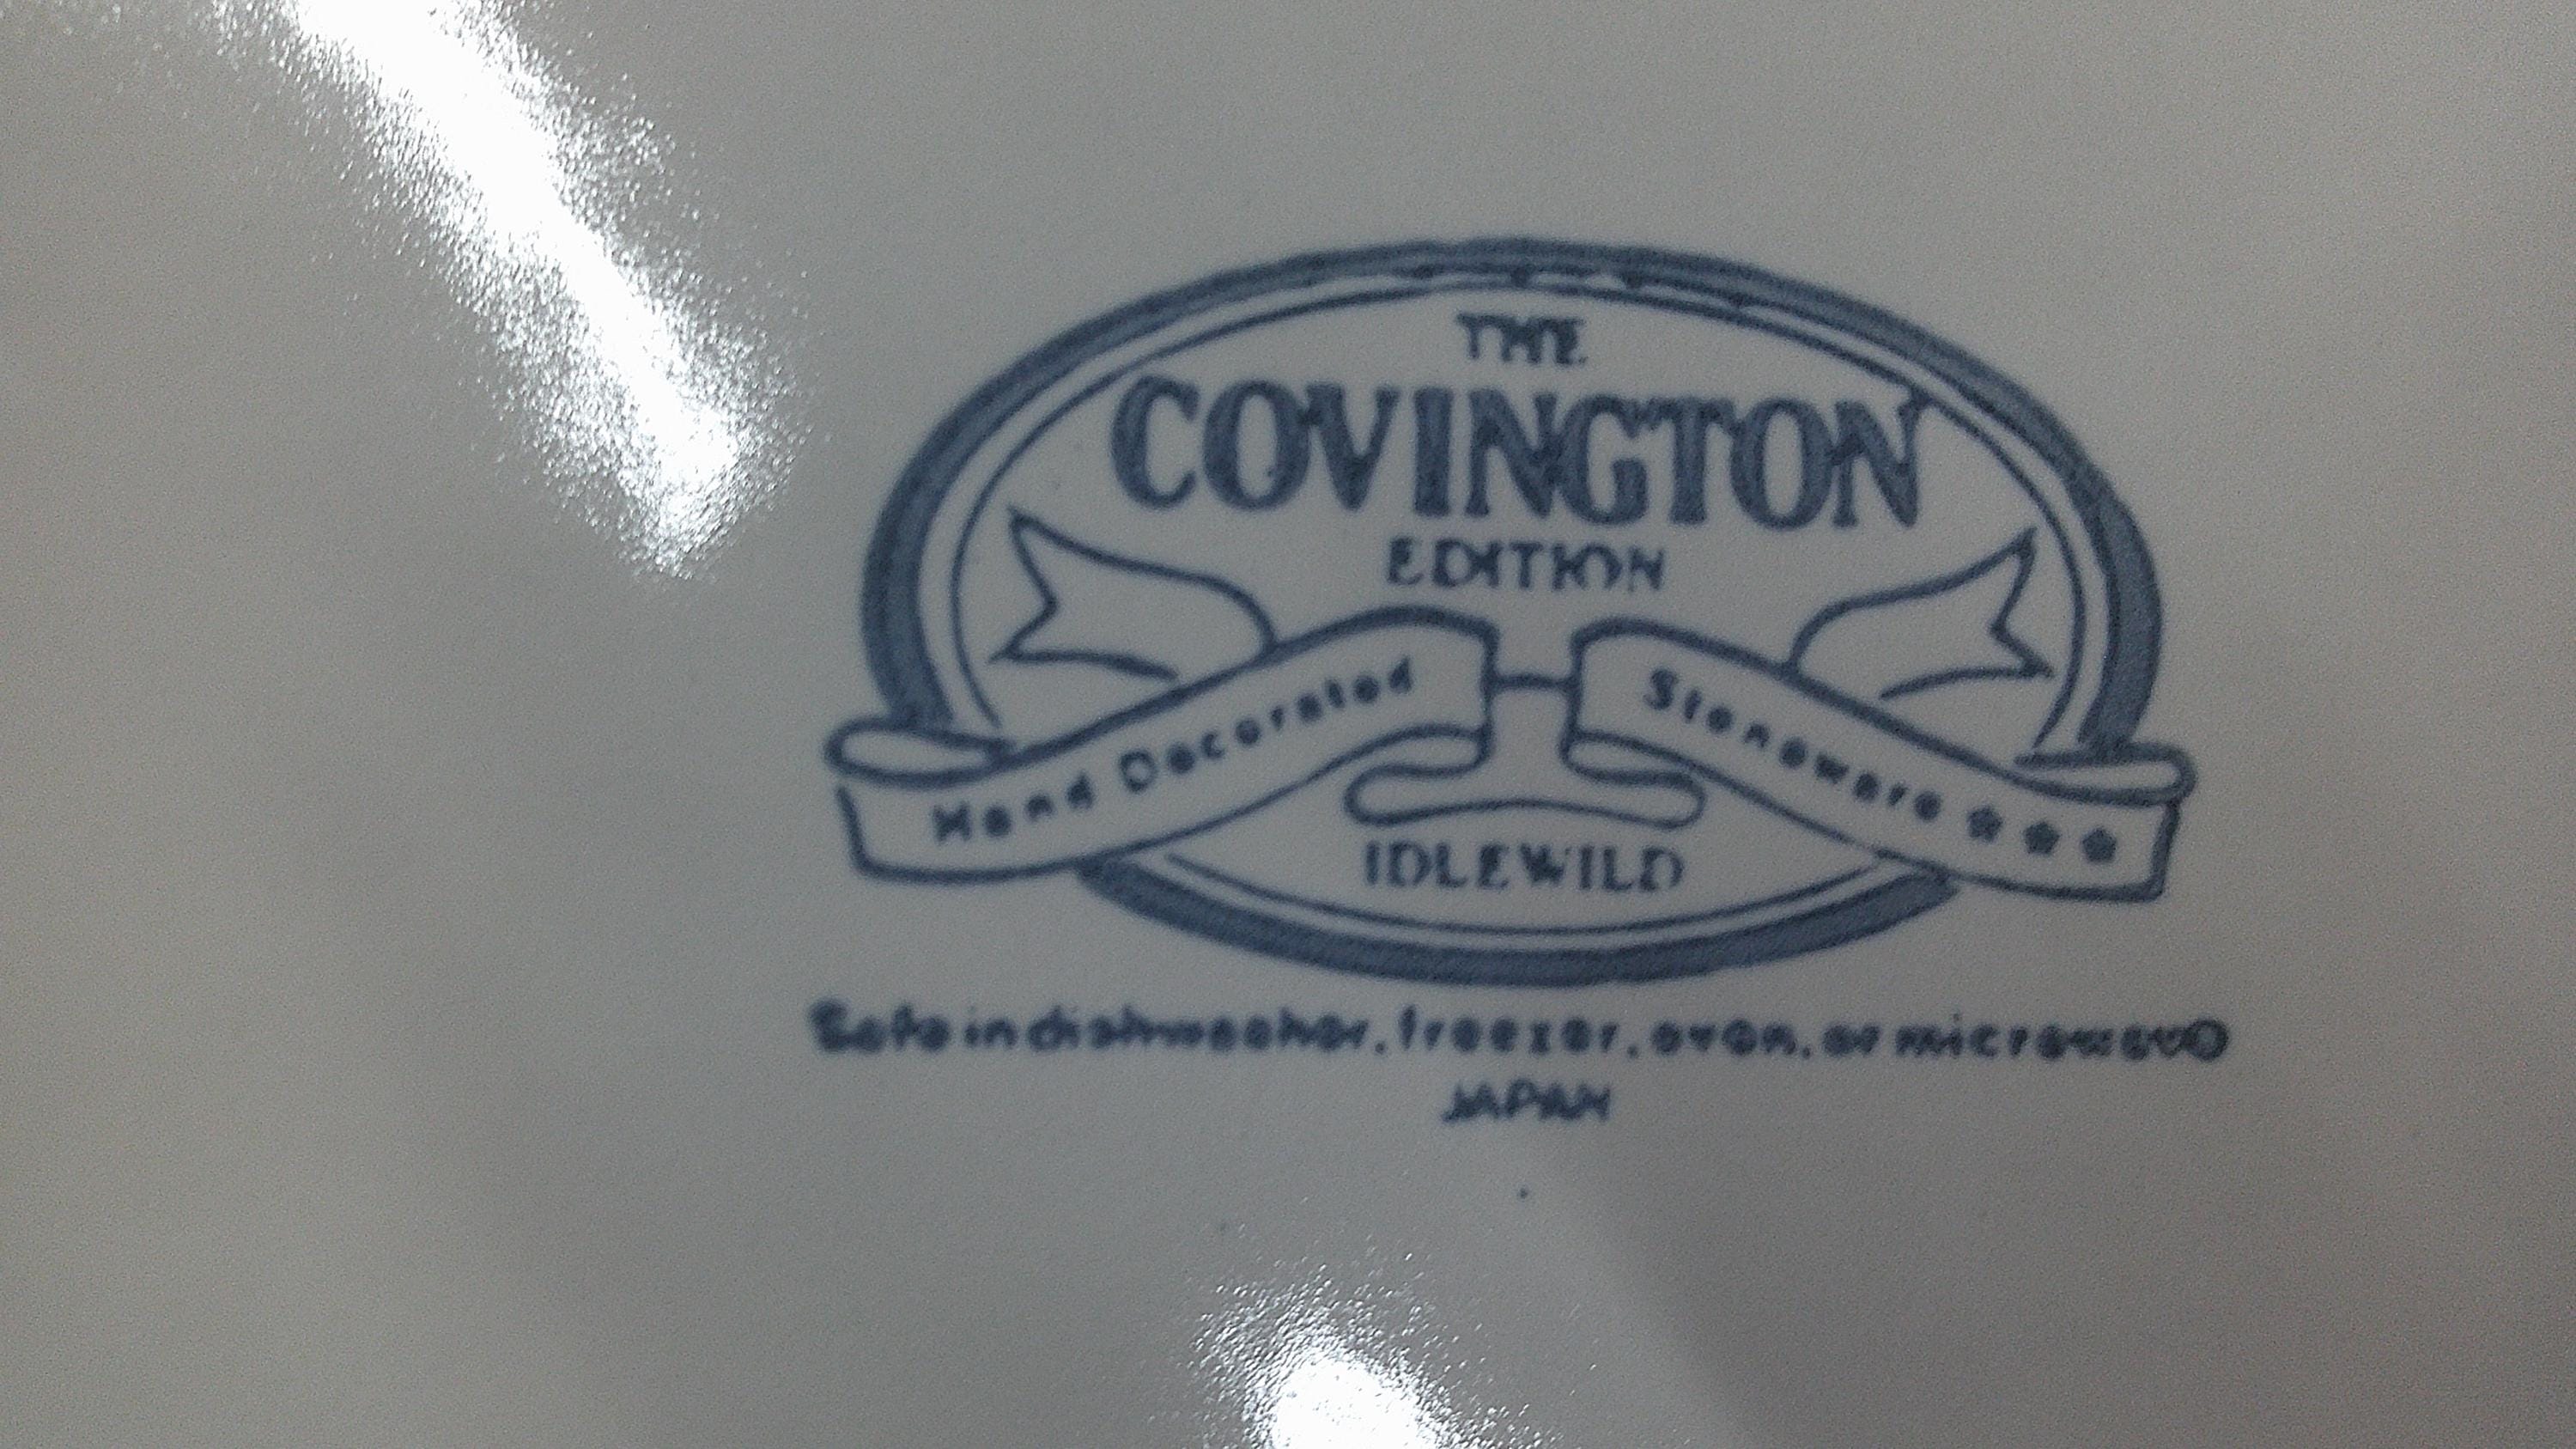 THE
COVINGTON
EDITION
Hand Decorated Stoneware ★ ★ ★
IDLEWILD
Safe in dishwasher, freezer, oven, or microwave
JAPAN